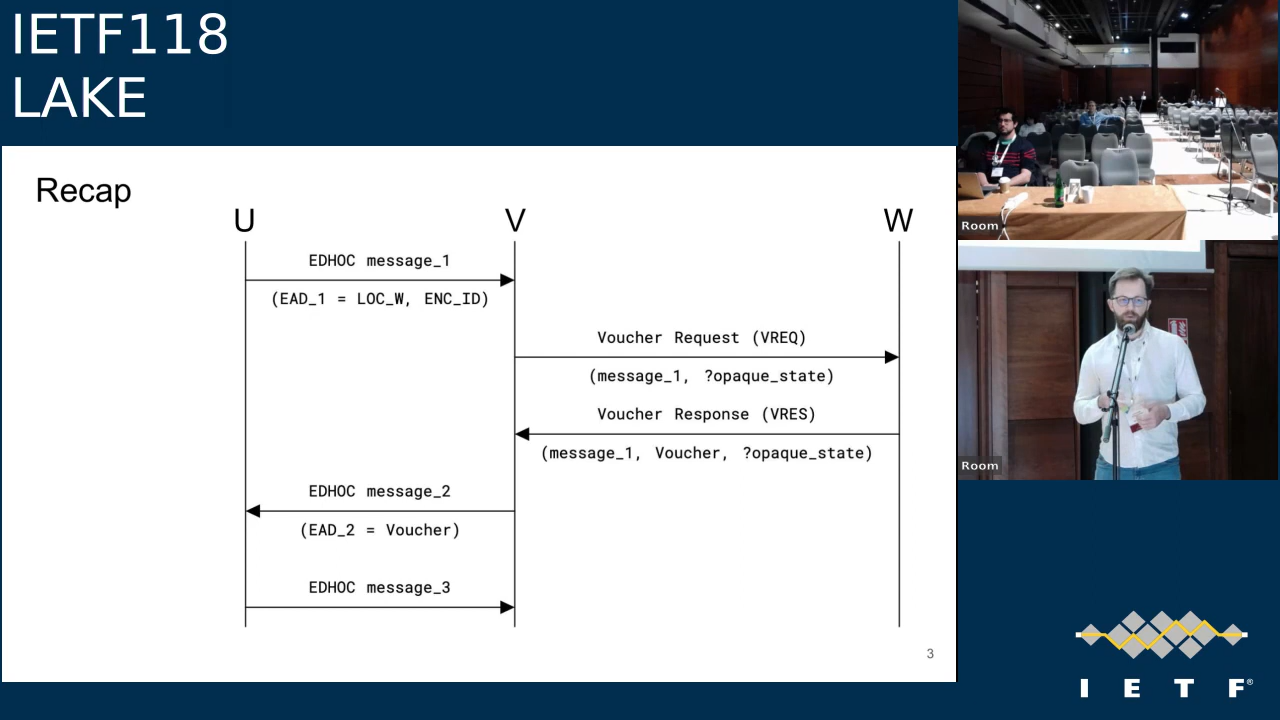 IETF118
LAKE
Recap
U V W
EDHOC message_1
(EAD_1 = LOC_W, ENC_ID)
Voucher Request (VREQ)
(message_1, ?opaque_state)
Voucher Response (VRES)
(message_1, Voucher, ?opaque_state)
EDHOC message_2
(EAD_2 = Voucher)
EDHOC message_3
3
Room
Room
I E T F®